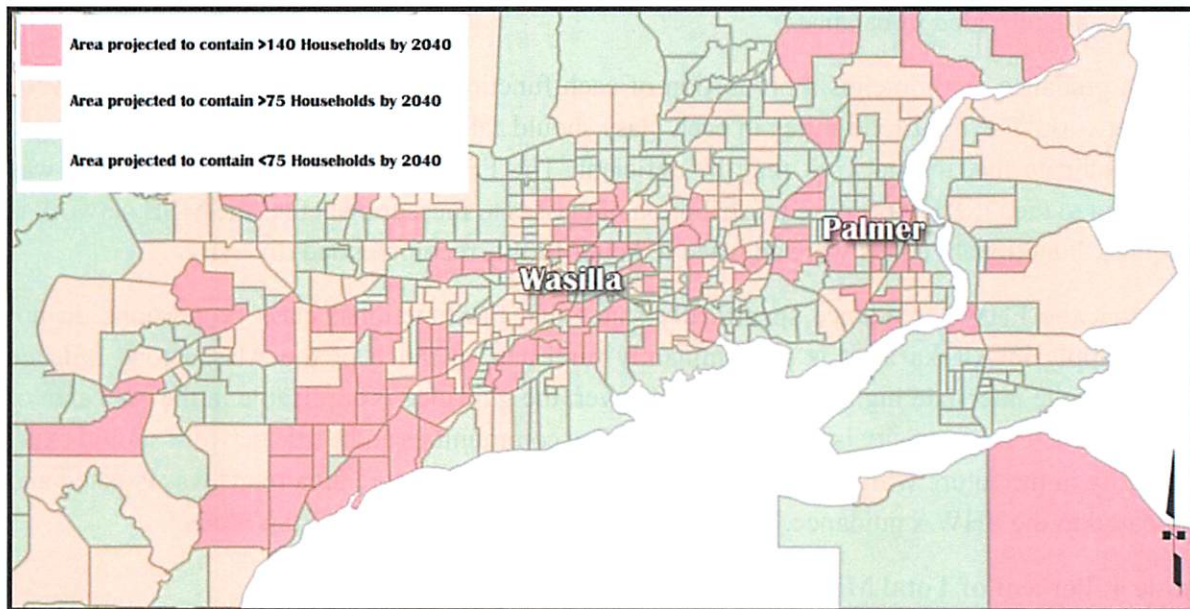 Area projected to contain >140 Households by 2040
Area projected to contain >75 Households by 2040
Area projected to contain <75 Households by 2040
Palmer
Wasilla